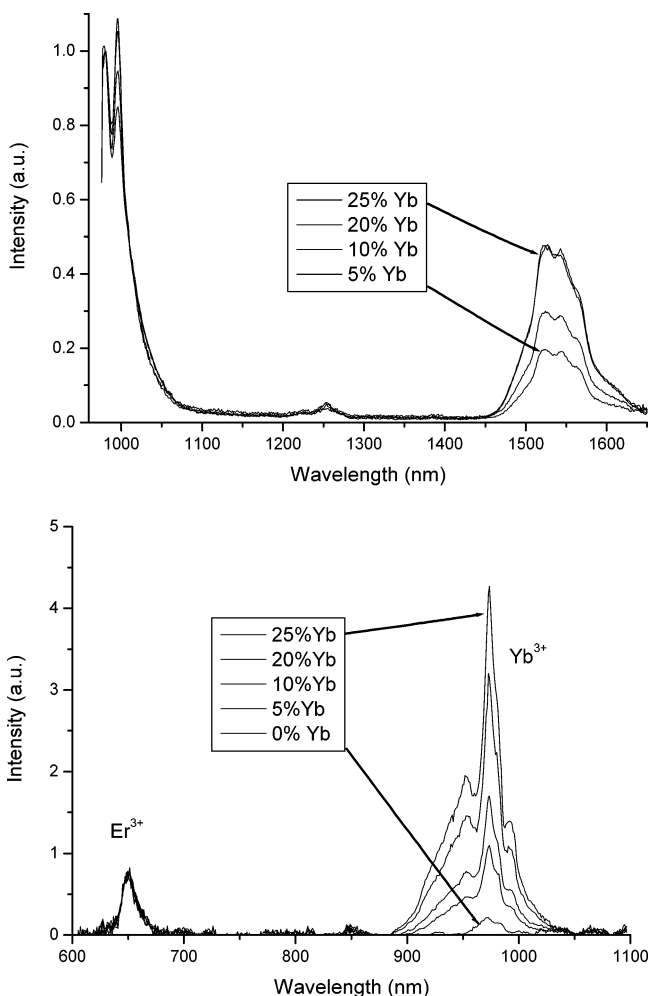 1.0
0.8
0.6
0.4
0.2
0.0
Intensity (a.u.)
25% Yb
20% Yb
10% Yb
5% Yb
1000 1100 1200 1300 1400 1500 1600
Wavelength (nm)
5
4
3
2
1
0
Intensity (a.u.)
25%Yb
20%Yb
10%Yb
5%Yb
0% Yb
Yb³⁺
Er³⁺
600 700 800 900 1000 1100
Wavelength (nm)